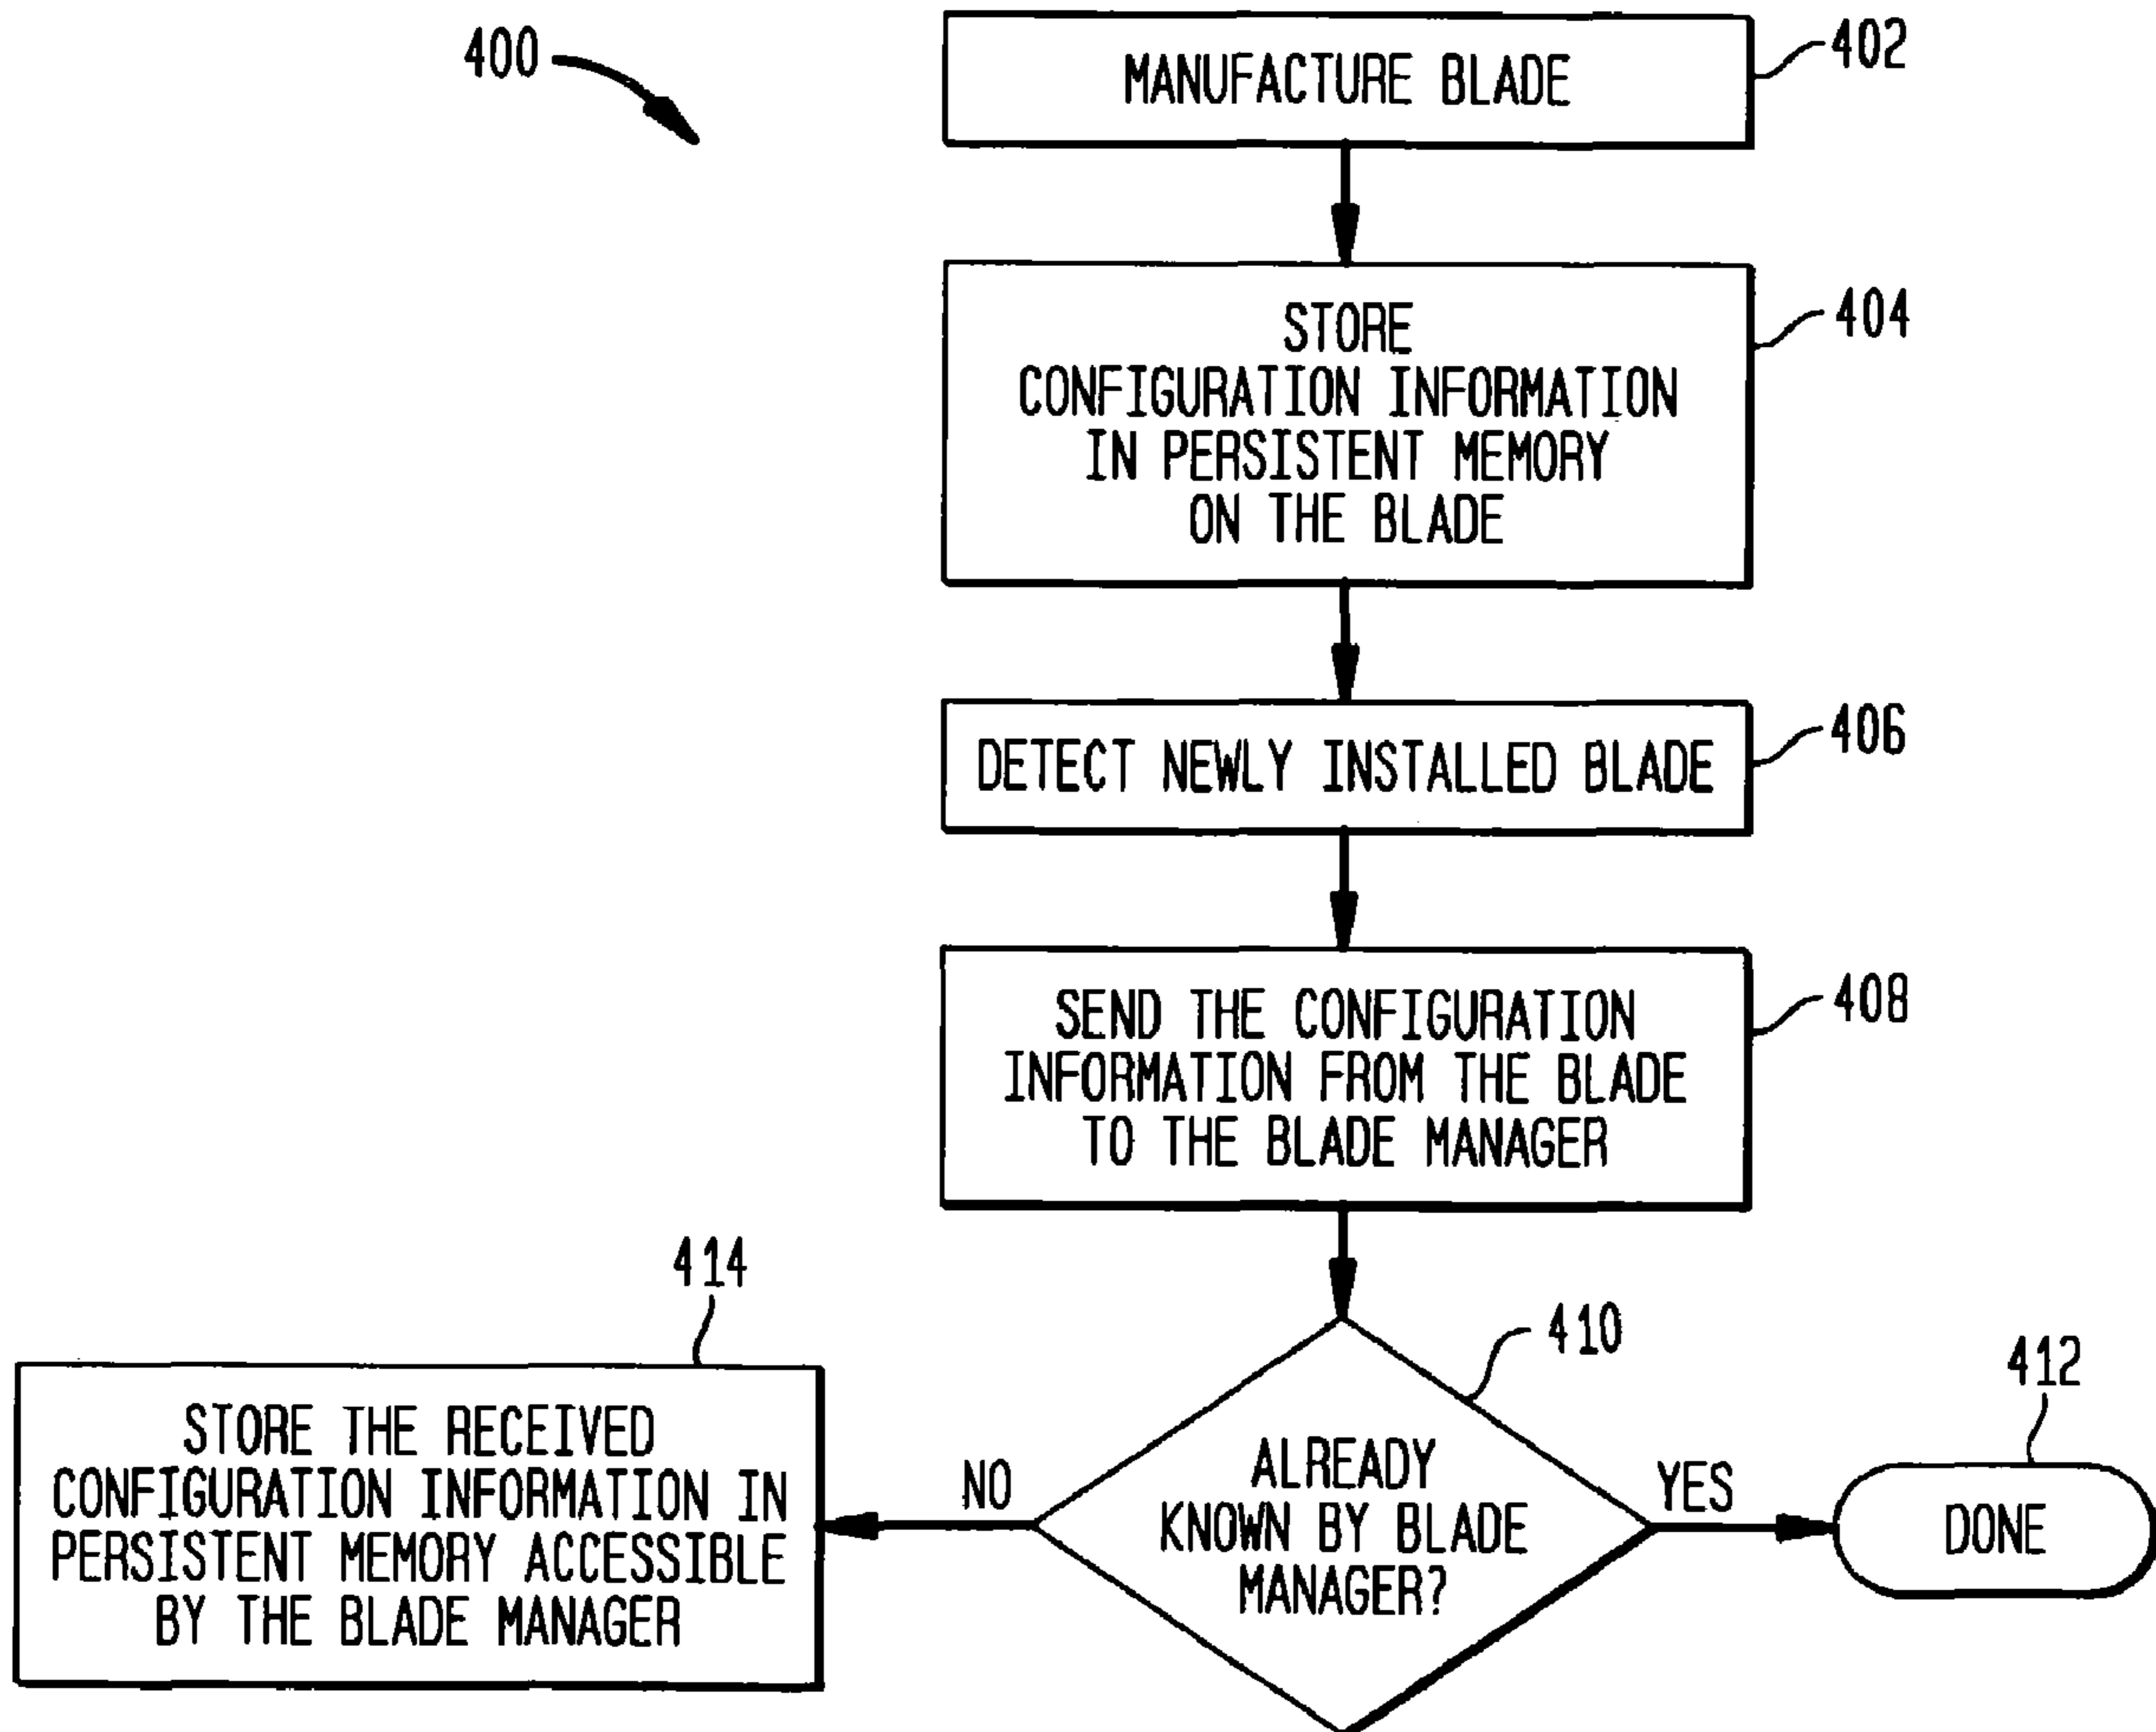 400
MANUFACTURE BLADE
402
STORE
CONFIGURATION INFORMATION
IN PERSISTENT MEMORY
ON THE BLADE
404
DETECT NEWLY INSTALLED BLADE
406
SEND THE CONFIGURATION
INFORMATION FROM THE BLADE
TO THE BLADE MANAGER
408
ALREADY
KNOWN BY BLADE
MANAGER?
410
YES
DONE
412
NO
414
STORE THE RECEIVED
CONFIGURATION INFORMATION IN
PERSISTENT MEMORY ACCESSIBLE
BY THE BLADE MANAGER